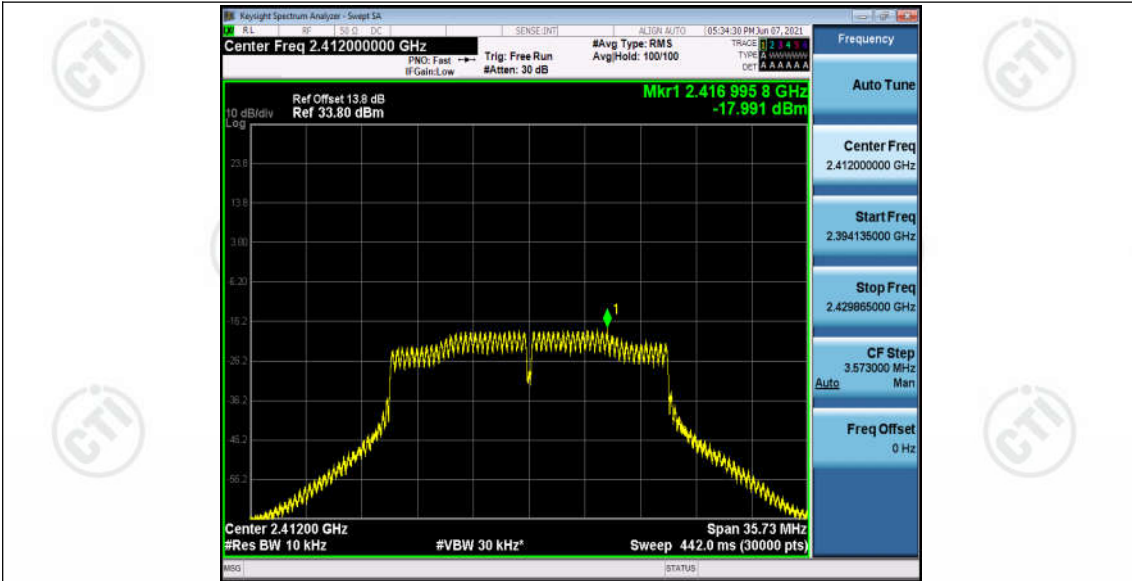 Keysight Spectrum Analyzer - Swept SA
RL RF 50 Ω DC SENSE:INT ALIGN AUTO 05:34:30 PM Jun 07, 2021
Center Freq 2.412000000 GHz
#Avg Type: RMS
TRACE 1 2 3 4 5 6
PNO: Fast
Trig: Free Run
Avg|Hold: 100/100
TYPE A
IFGain:Low
#Atten: 30 dB
DET A A A A A A
Mkr1 2.416 995 8 GHz
-17.991 dBm
Ref Offset 13.8 dB
10 dB/div
Ref 33.80 dBm
Log
23.8
13.8
3.80
-6.20
-16.2
-26.2
-36.2
-46.2
-56.2
1
Center 2.41200 GHz
Span 35.73 MHz
#Res BW 10 kHz
#VBW 30 kHz*
Sweep 442.0 ms (30000 pts)
MSG
STATUS
Frequency
Auto Tune
Center Freq
2.412000000 GHz
Start Freq
2.394135000 GHz
Stop Freq
2.429865000 GHz
CF Step
3.573000 MHz
Auto Man
Freq Offset
0 Hz
CTI
CTI
CTI
CTI